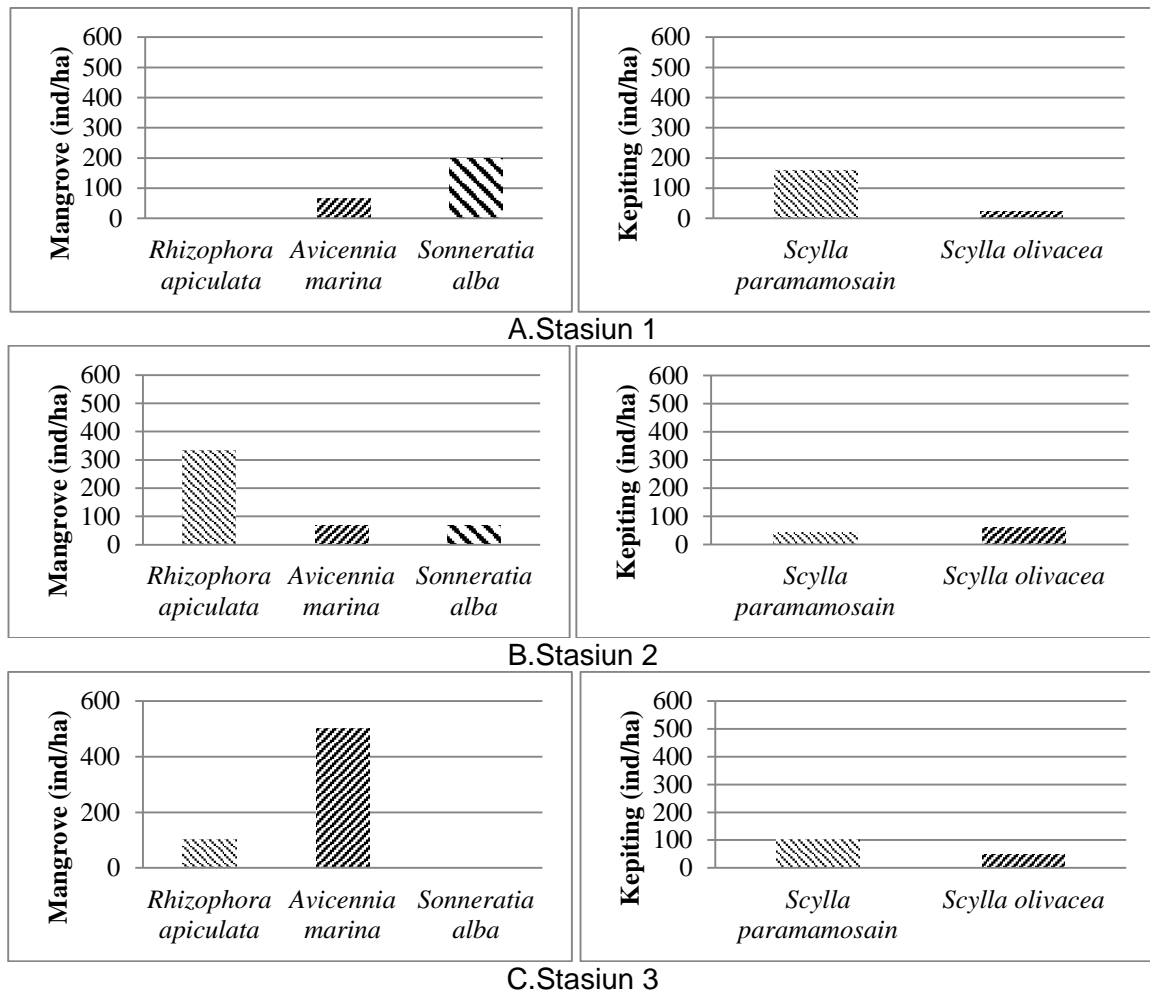 Mangrove (ind/ha)
600
500
400
300
200
100
0
Rhizophora Avicennia Sonneratia
apiculata marina alba
Kepiting (ind/ha)
600
500
400
300
200
100
0
Scylla Scylla olivacea
paramamosain
A.Stasiun 1
Mangrove (ind/ha)
600
500
400
300
200
100
0
Rhizophora Avicennia Sonneratia
apiculata marina alba
Kepiting (ind/ha)
600
500
400
300
200
100
0
Scylla Scylla olivacea
paramamosain
B.Stasiun 2
Mangrove (ind/ha)
600
400
200
0
Rhizophora Avicennia Sonneratia
apiculata marina alba
Kepiting (ind/ha)
600
500
400
300
200
100
0
Scylla Scylla olivacea
paramamosain
C.Stasiun 3